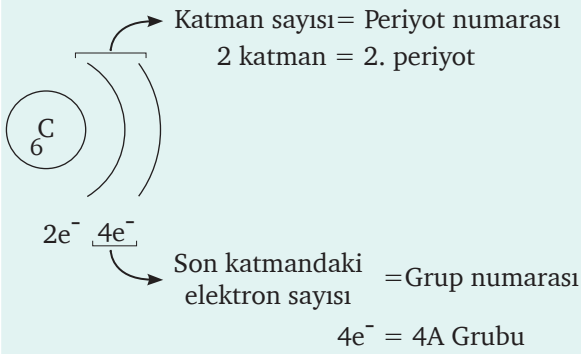 Katman sayısı= Periyot numarası
2 katman = 2. periyot
₆C
2e⁻ 4e⁻
Son katmandaki
elektron sayısı =Grup numarası
4e⁻ = 4A Grubu